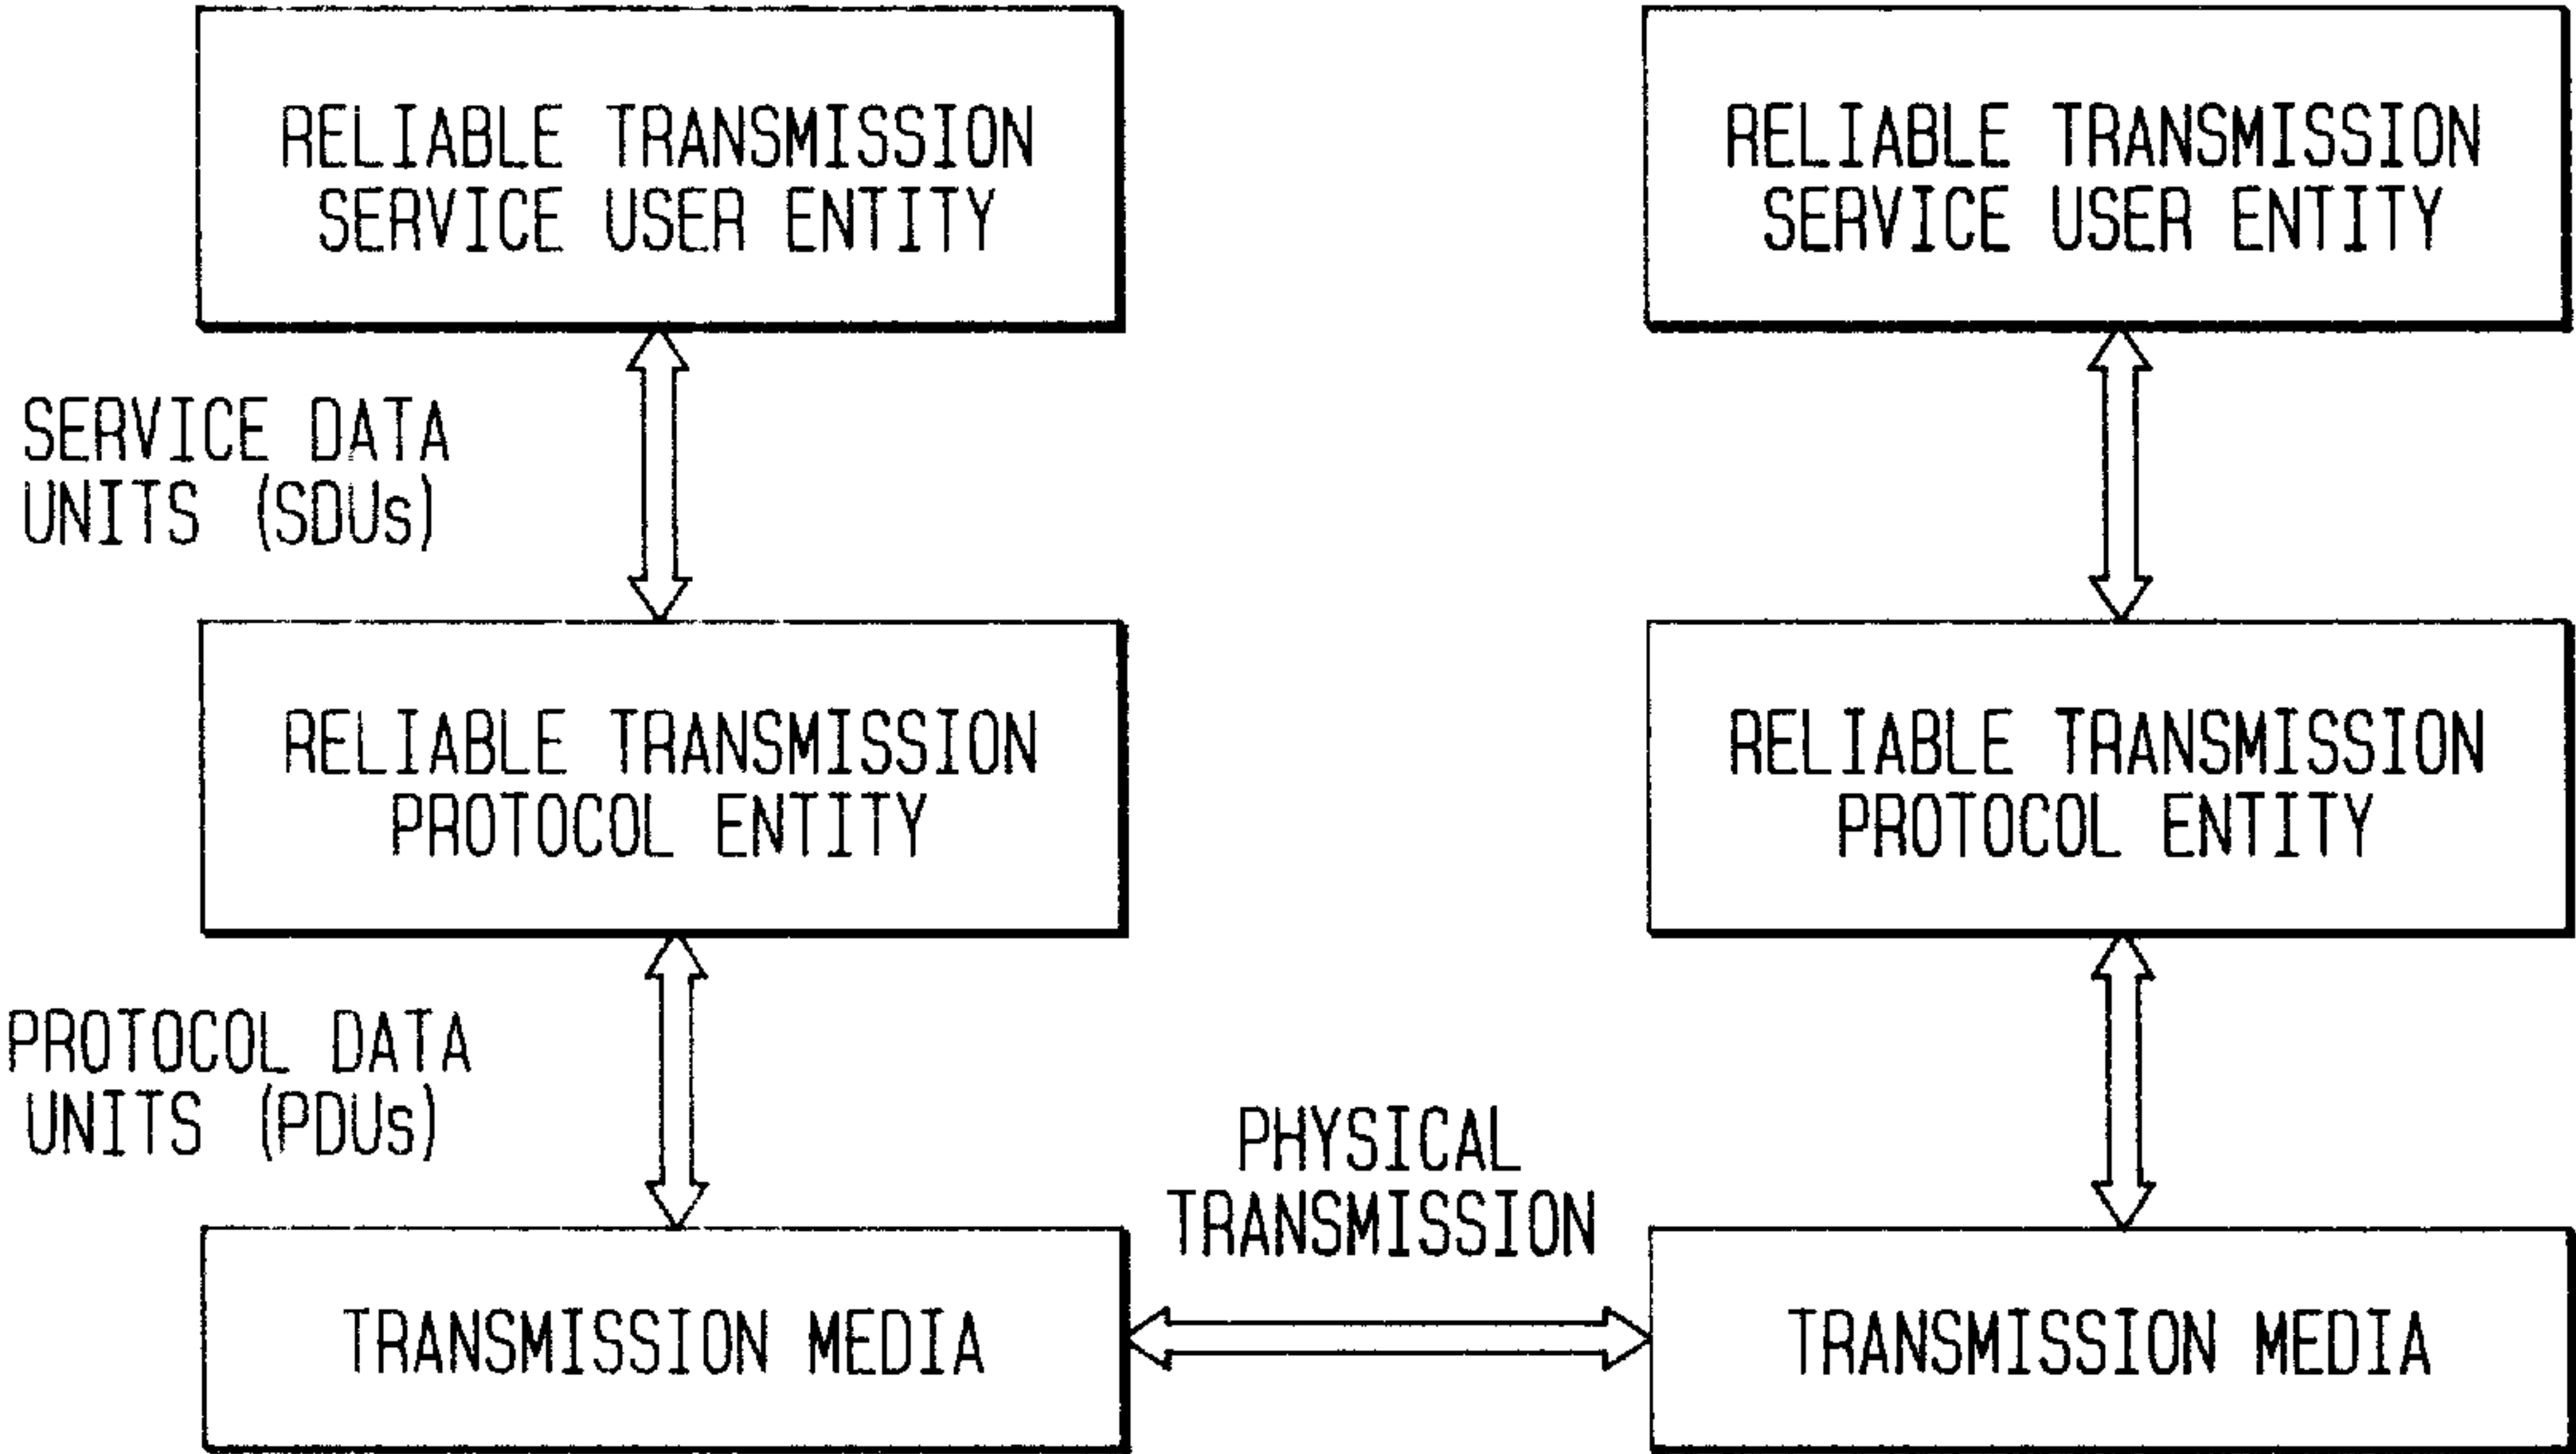 RELIABLE TRANSMISSION
SERVICE USER ENTITY
RELIABLE TRANSMISSION
SERVICE USER ENTITY
SERVICE DATA
UNITS (SDUs)
RELIABLE TRANSMISSION
PROTOCOL ENTITY
RELIABLE TRANSMISSION
PROTOCOL ENTITY
PROTOCOL DATA
UNITS (PDUs)
PHYSICAL
TRANSMISSION
TRANSMISSION MEDIA
TRANSMISSION MEDIA